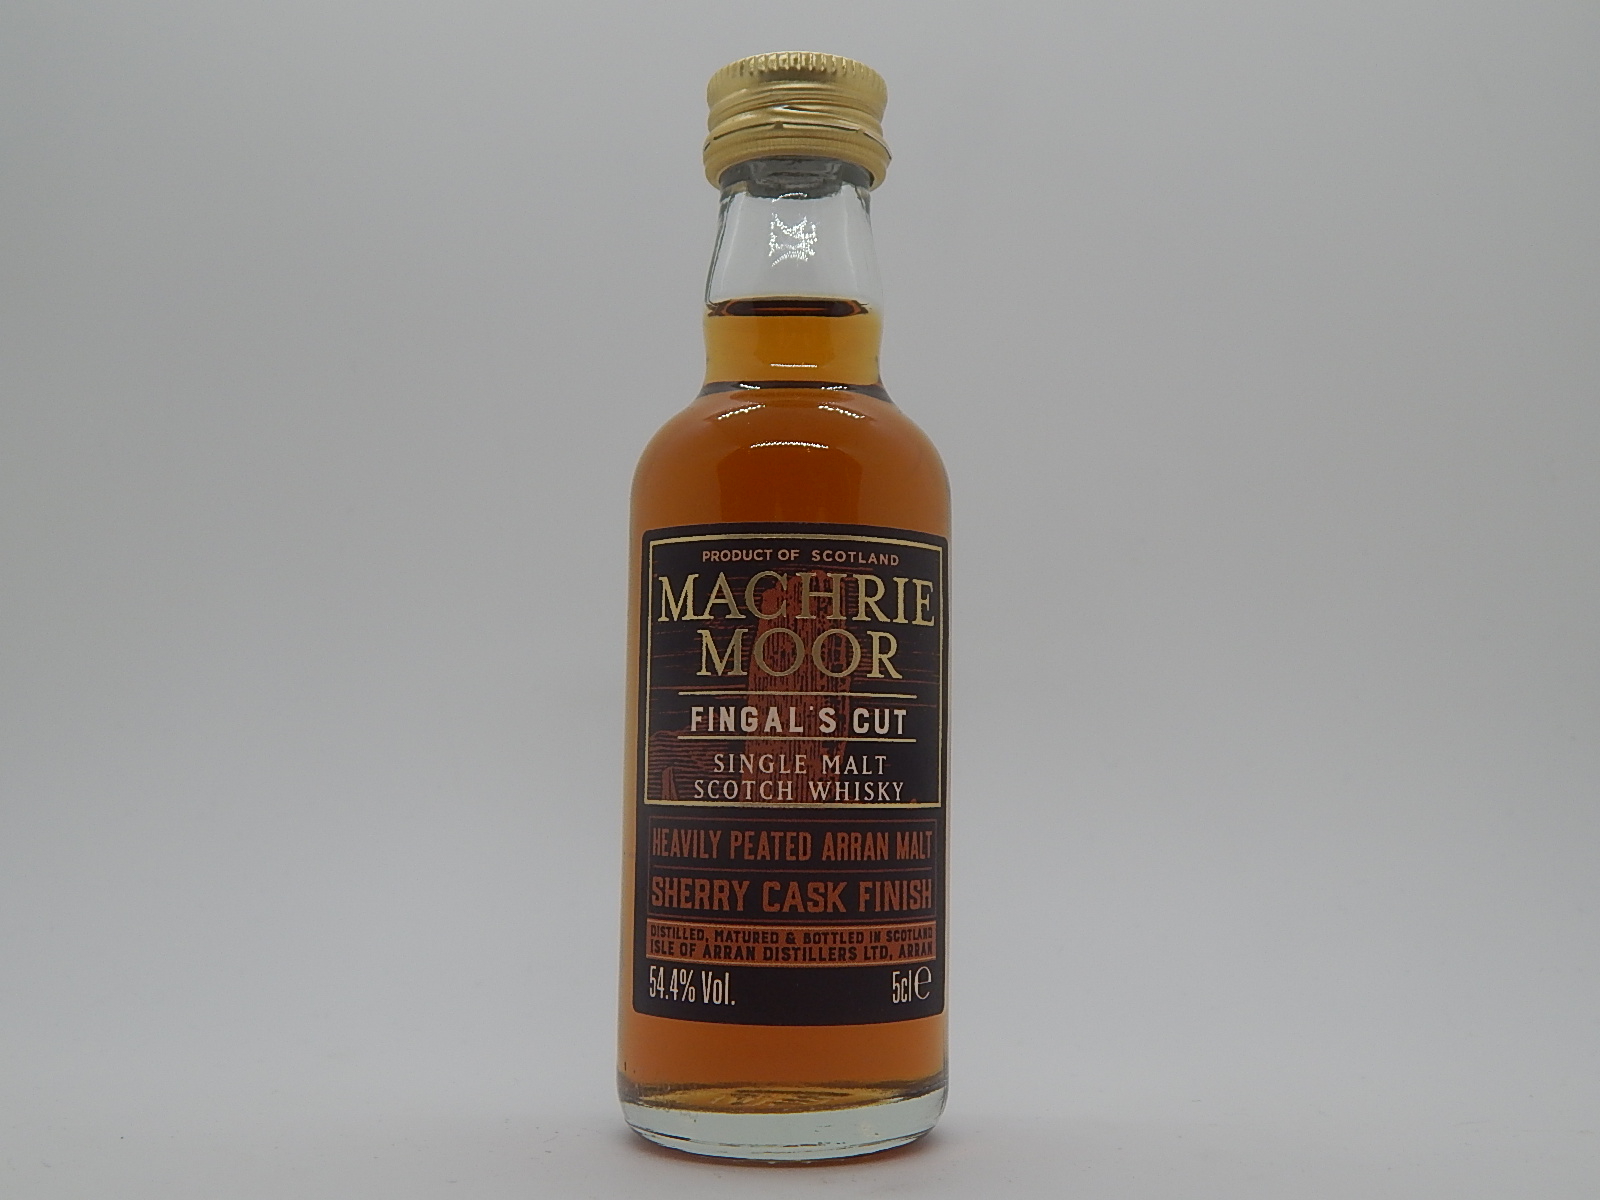 PRODUCT OF SCOTLAND
MACHRIE
MOOR
FINGAL'S CUT
SINGLE MALT
SCOTCH WHISKY
HEAVILY PEATED ARRAN MALT
SHERRY CASK FINISH
DISTILLED, MATURED & BOTTLED IN SCOTLAND
ISLE OF ARRAN DISTILLERS LTD, ARRAN
54.4% Vol. 5cl e